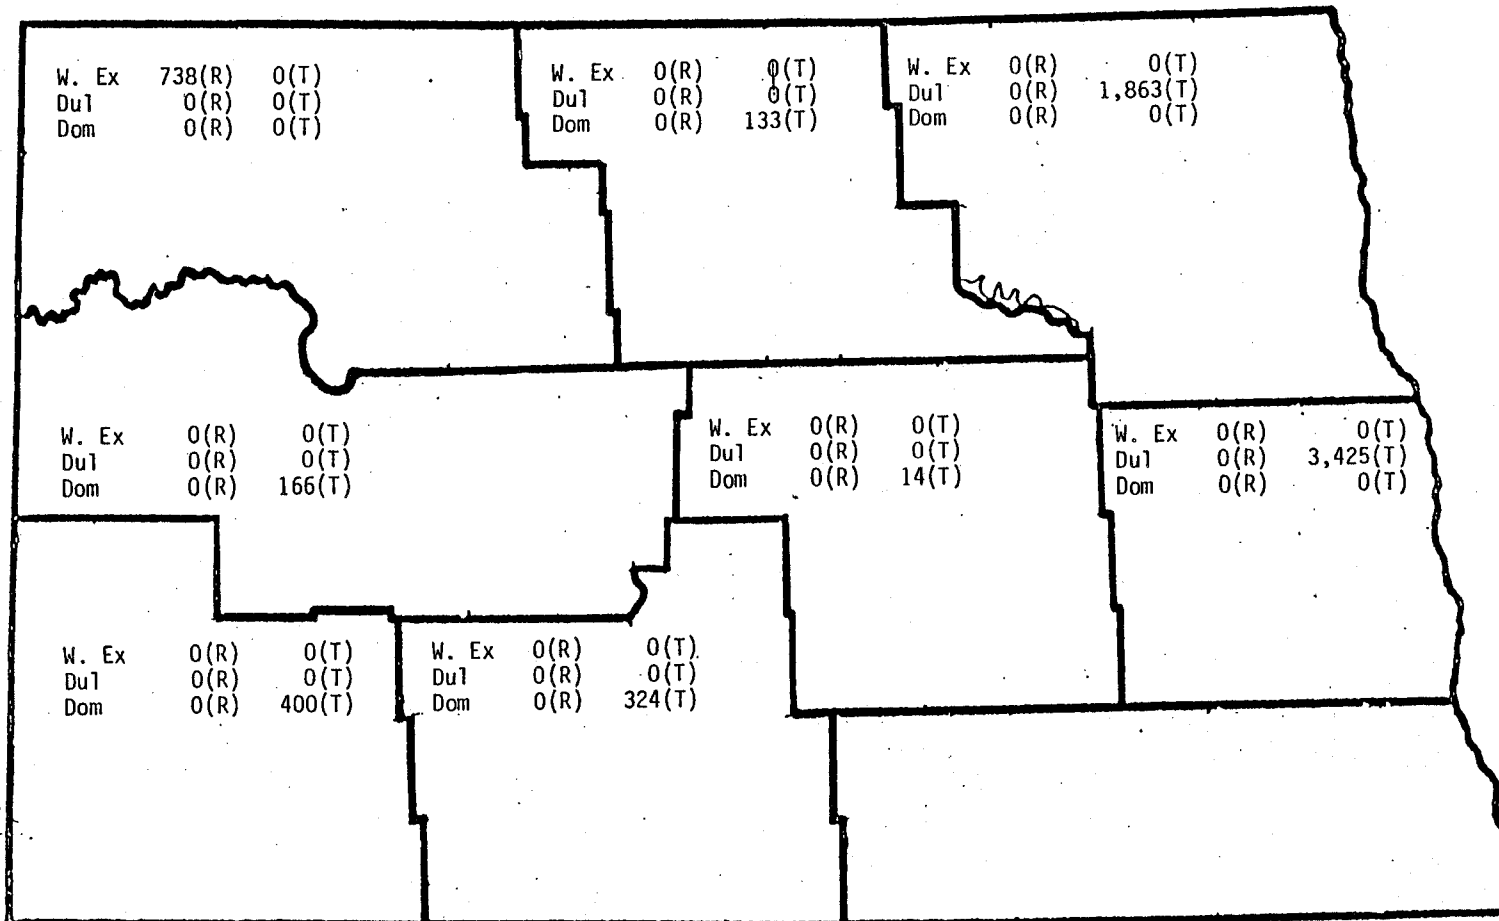 W. Ex 738(R) 0(T)
Dul 0(R) 0(T)
Dom 0(R) 0(T)
W. Ex 0(R) 0(T)
Dul 0(R) 0(T)
Dom 0(R) 133(T)
W. Ex 0(R) 0(T)
Dul 0(R) 1,863(T)
Dom 0(R) 0(T)
W. Ex 0(R) 0(T)
Dul 0(R) 0(T)
Dom 0(R) 166(T)
W. Ex 0(R) 0(T)
Dul 0(R) 0(T)
Dom 0(R) 14(T)
W. Ex 0(R) 0(T)
Dul 0(R) 3,425(T)
Dom 0(R) 0(T)
W. Ex 0(R) 0(T)
Dul 0(R) 0(T)
Dom 0(R) 400(T)
W. Ex 0(R) 0(T)
Dul 0(R) 0(T)
Dom 0(R) 324(T)